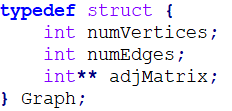 typedef struct {
    int numVertices;
    int numEdges;
    int** adjMatrix;
} Graph;